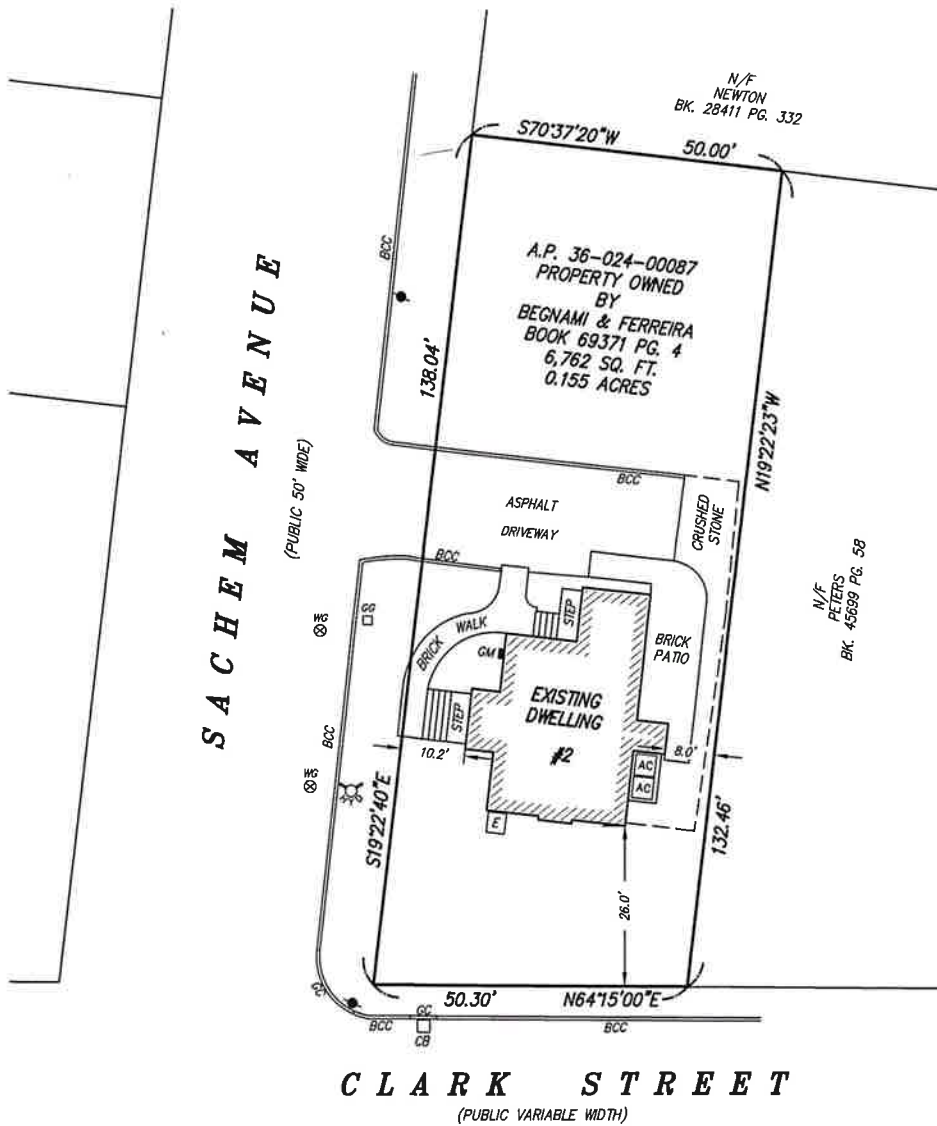 N/F
NEWTON
BK. 28411 PG. 332
S70°37'20"W
50.00'
BCC
A.P. 36-024-00087
PROPERTY OWNED
BY
BEGNAMI & FERREIRA
BOOK 69371 PG. 4
6,762 SQ. FT.
0.155 ACRES
138.04'
N19°22'23"W
SACHEM AVENUE
(PUBLIC 50' WIDE)
BCC
ASPHALT
DRIVEWAY
CRUSHED
STONE
N/F
PETERS
BK. 45699 PG. 58
BCC
WG
GG
STEP
BRICK WALK
GM
BRICK
PATIO
EXISTING
DWELLING
#2
STEP
BCC
10.2'
8.0'
WG
AC
AC
S19°22'40"E
E
132.46'
26.0'
GC
50.30'
N64°15'00"E
GC
BCC
BCC
CB
CLARK STREET
(PUBLIC VARIABLE WIDTH)